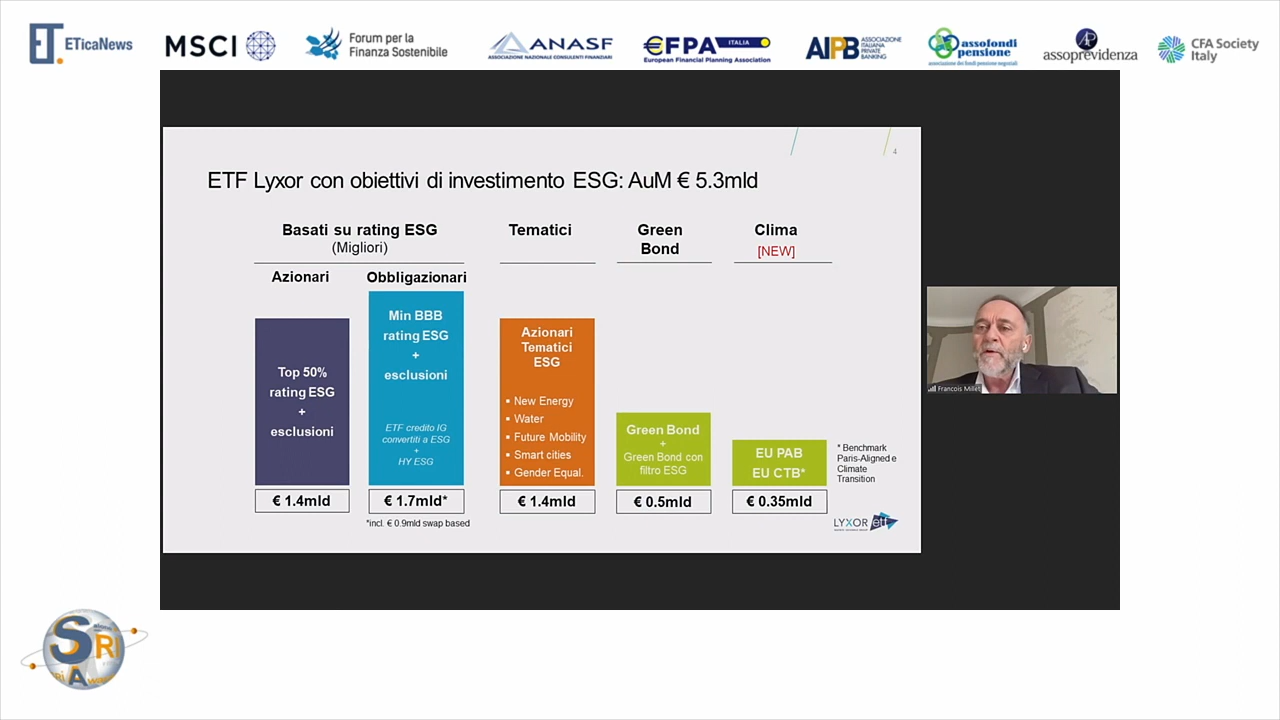 ET.
ETicaNews
MSCI
Forum per la
Finanza Sostenibile
ANASF
ASSOCIAZIONE NAZIONALE CONSULENTI FINANZIARI
€FPA ITALIA
European Financial Planning Association
AIPB
ASSOCIAZIONE
ITALIANA
PRIVATE
BANKING
assofondi
pensione
associazione dei fondi pensione negoziali
AP
assoprevidenza
CFA Society
Italy
4
ETF Lyxor con obiettivi di investimento ESG: AuM € 5.3mld
Basati su rating ESG
(Migliori)
Tematici
Green
Bond
Clima
[NEW]
Azionari
Obbligazionari
Top 50%
rating ESG
+
esclusioni
Min BBB
rating ESG
+
esclusioni
ETF credito IG
convertiti a ESG
+
HY ESG
Azionari
Tematici
ESG
▪ New Energy
▪ Water
▪ Future Mobility
▪ Smart cities
▪ Gender Equal.
Green Bond
+
Green Bond con
filtro ESG
EU PAB
EU CTB*
* Benchmark
Paris-Aligned e
Climate
Transition
€ 1.4mld
€ 1.7mld*
€ 1.4mld
€ 0.5mld
€ 0.35mld
*incl. € 0.9mld swap based
LYXOR etf
Francois Millet
SRI